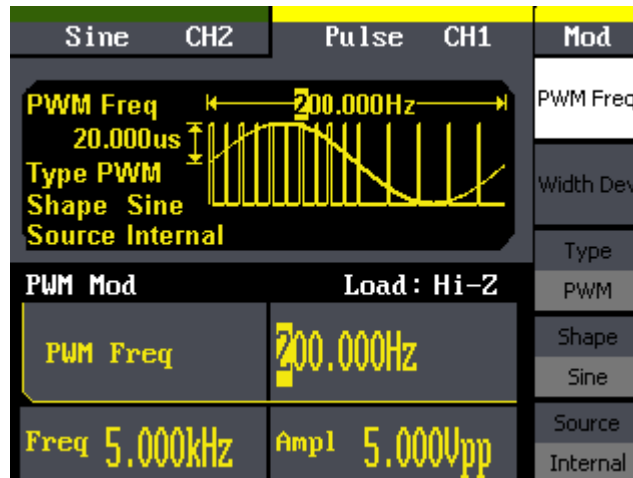 Sine CH2 Pulse CH1 Mod
PWM Freq 200.000Hz
20.000us
Type PWM
Shape Sine
Source Internal
PWM Mod Load: Hi-Z
PWM Freq 200.000Hz
Freq 5.000kHz Ampl 5.000Vpp
PWM Freq
Width Dev
Type
PWM
Shape
Sine
Source
Internal